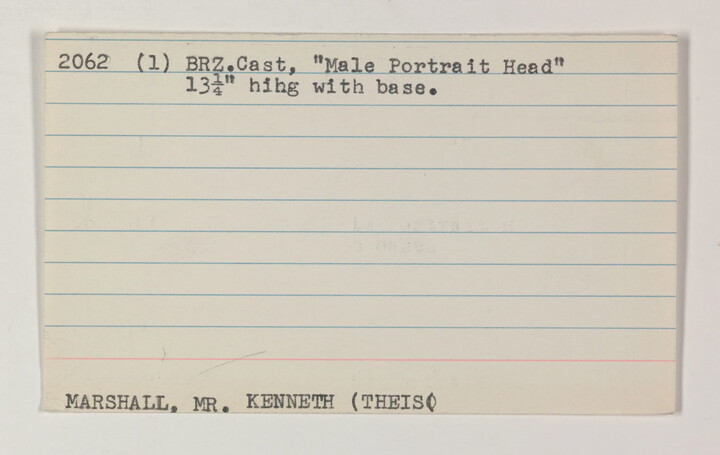 2062 (1) BRZ.Cast, "Male Portrait Head"
13¼" hihg with base.
MARSHALL, MR. KENNETH (THEIS(